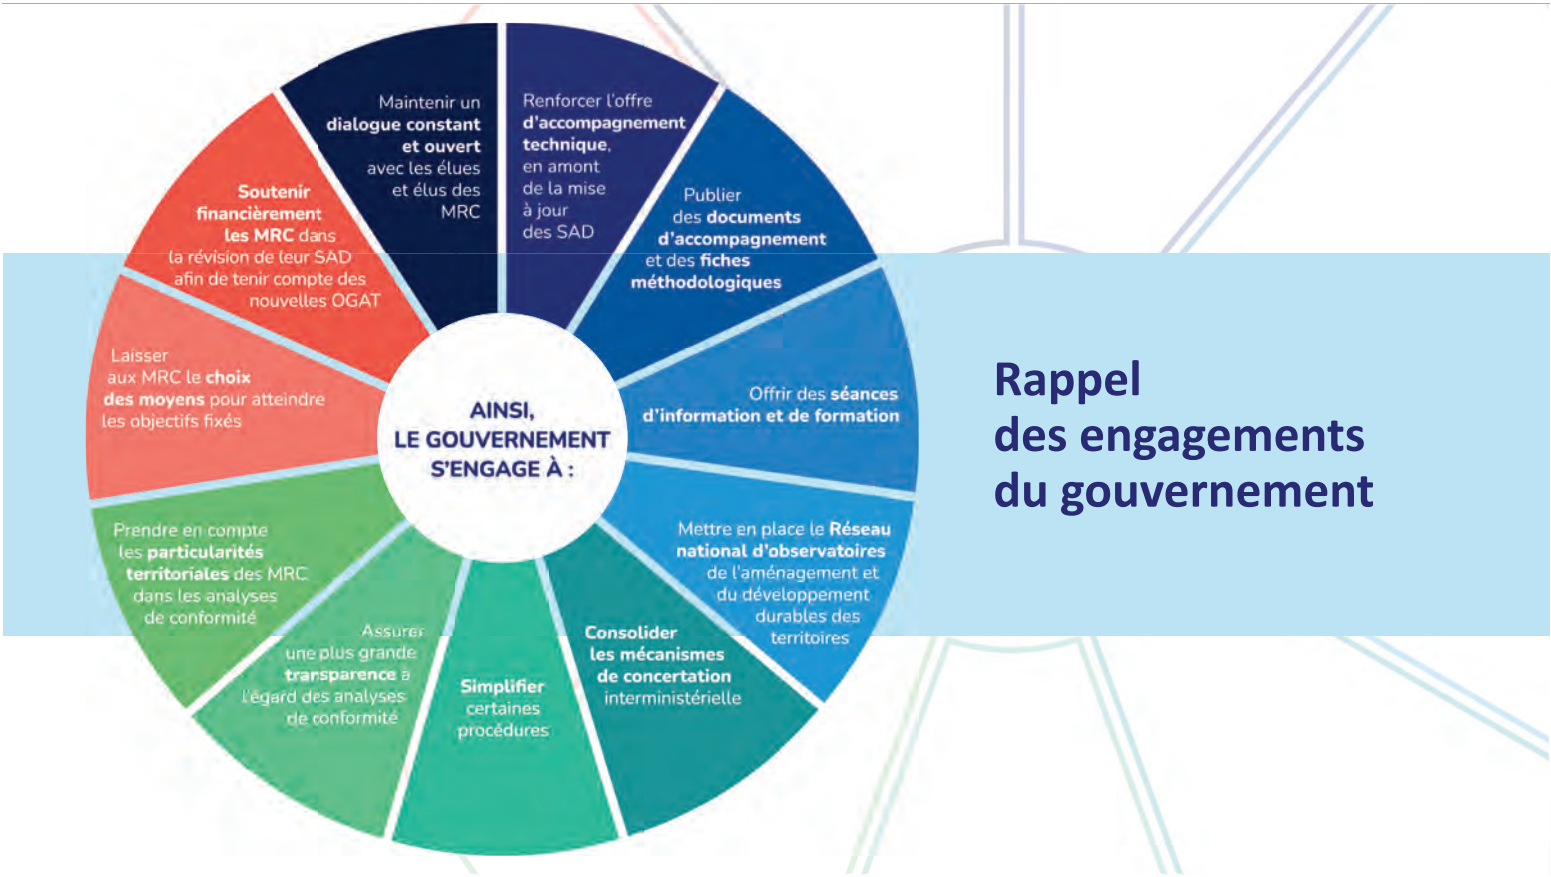 Maintenir un
dialogue constant
et ouvert
avec les élues
et élus des
MRC
Renforcer l'offre
d'accompagnement
technique,
en amont
de la mise
à jour
des SAD
Publier
des documents
d'accompagnement
et des fiches
méthodologiques
Offrir des séances
d'information et de formation
Mettre en place le Réseau
national d'observatoires
de l'aménagement et
du développement
durables des
territoires
Consolider
les mécanismes
de concertation
interministérielle
Simplifier
certaines
procédures
Assurer
une plus grande
transparence à
l'égard des analyses
de conformité
Prendre en compte
les particularités
territoriales des MRC
dans les analyses
de conformité
Laisser
aux MRC le choix
des moyens pour atteindre
les objectifs fixés
Soutenir
financièrement
les MRC dans
la révision de leur SAD
afin de tenir compte des
nouvelles OGAT
AINSI,
LE GOUVERNEMENT
S'ENGAGE À :
Rappel
des engagements
du gouvernement